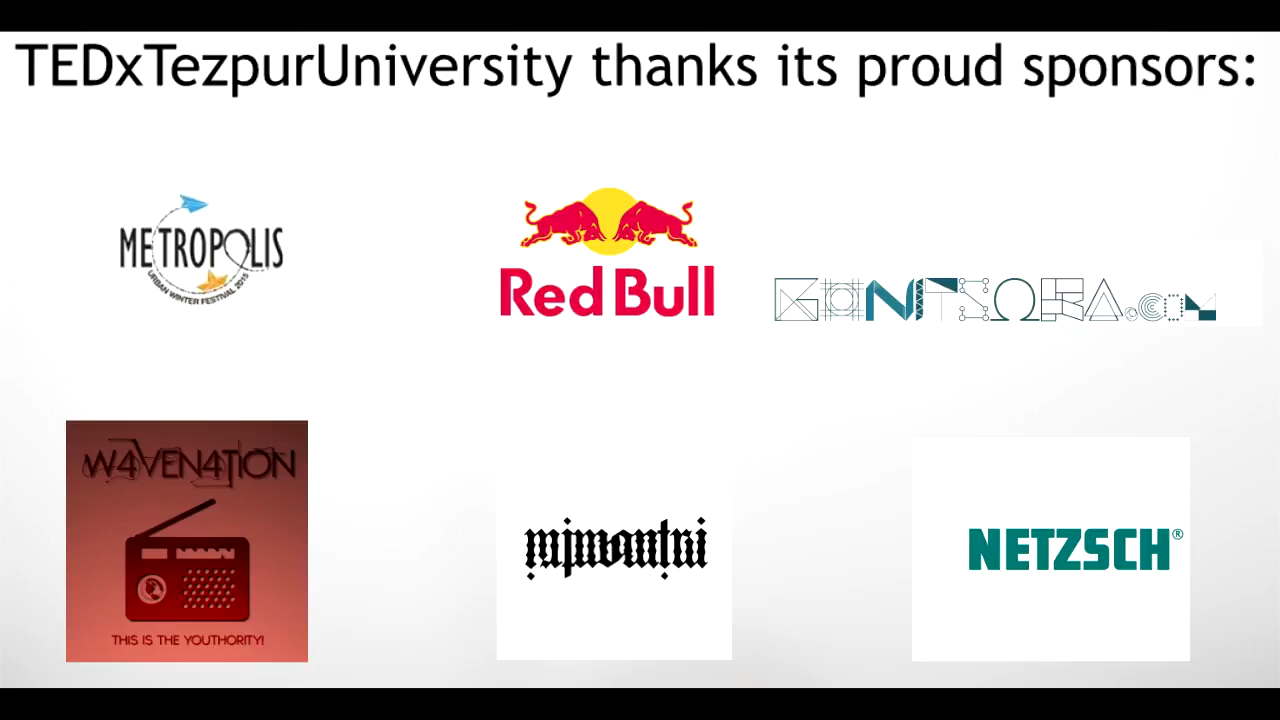 TEDxTezpurUniversity thanks its proud sponsors:
METROPOLIS
URBAN WINTER FESTIVAL 2015
Red Bull
W4VEN4TION
THIS IS THE YOUTHORITY!
NETZSCH®